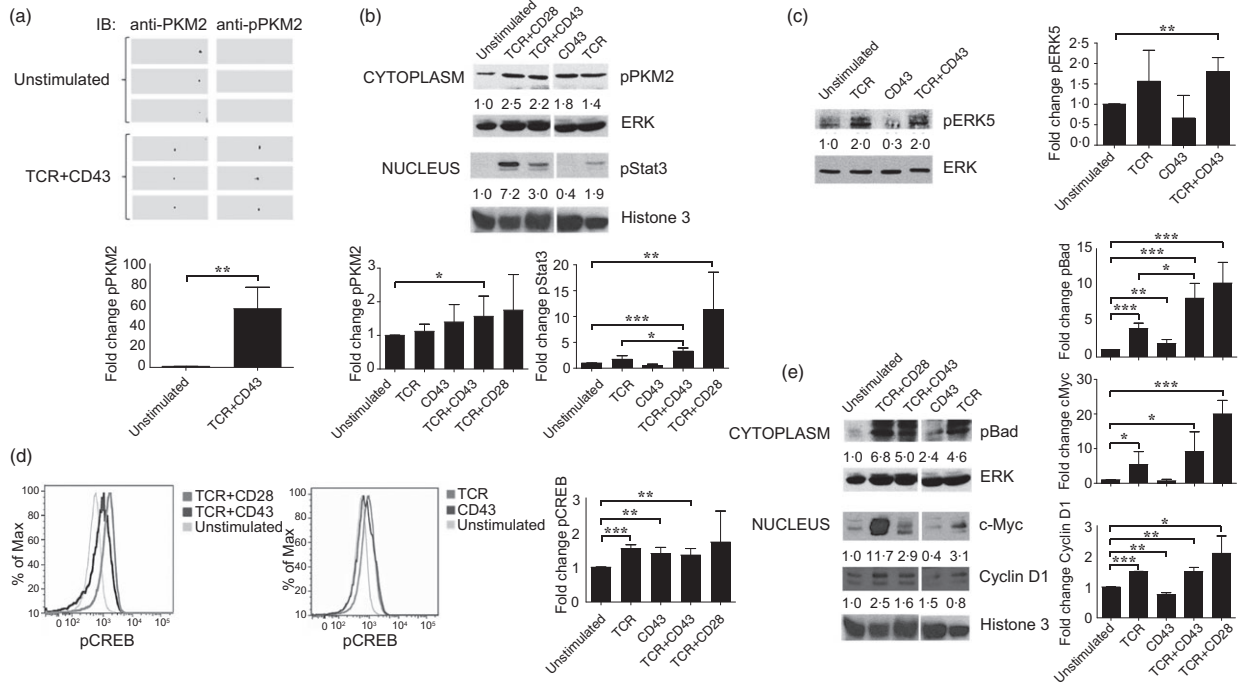 (a)
IB: anti-PKM2 anti-pPKM2
Unstimulated
TCR+CD43
Fold change pPKM2
100
80
60
40
20
0
**
Unstimulated
TCR+CD43
(b)
Unstimulated
TCR+CD28
TCR+CD43
CD43
TCR
CYTOPLASM
pPKM2
1·0 2·5 2·2 1·8 1·4
ERK
NUCLEUS
pStat3
1·0 7·2 3·0 0·4 1·9
Histone 3
Fold change pPKM2
3
2
1
0
*
Unstimulated
TCR
CD43
TCR+CD43
TCR+CD28
Fold change pStat3
20
15
10
5
0
**
***
*
Unstimulated
TCR
CD43
TCR+CD43
TCR+CD28
(c)
Unstimulated
TCR
CD43
TCR+CD43
pERK5
1·0 2·0 0·3 2·0
ERK
Fold change pERK5
2·5
2·0
1·5
1·0
0·5
0·0
**
Unstimulated
TCR
CD43
TCR+CD43
(d)
% of Max
100
80
60
40
20
10
0 10² 10³ 10⁴ 10⁵
pCREB
TCR+CD28
TCR+CD43
Unstimulated
% of Max
100
80
60
40
20
10
0 10² 10³ 10⁴ 10⁵
pCREB
TCR
CD43
Unstimulated
Fold change pCREB
3
2
1
0
**
**
***
Unstimulated
TCR
CD43
TCR+CD43
TCR+CD28
(e)
Unstimulated
TCR+CD28
TCR+CD43
CD43
TCR
CYTOPLASM
pBad
1·0 6·8 5·0 2·4 4·6
ERK
NUCLEUS
c-Myc
1·0 11·7 2·9 0·4 3·1
Cyclin D1
1·0 2·5 1·6 1·5 0·8
Histone 3
Fold change pBad
15
10
5
0
***
***
*
**
***
Fold change cMyc
30
20
10
0
***
*
*
Fold change Cyclin D1
3
2
1
0
*
**
**
***
Unstimulated
TCR
CD43
TCR+CD43
TCR+CD28